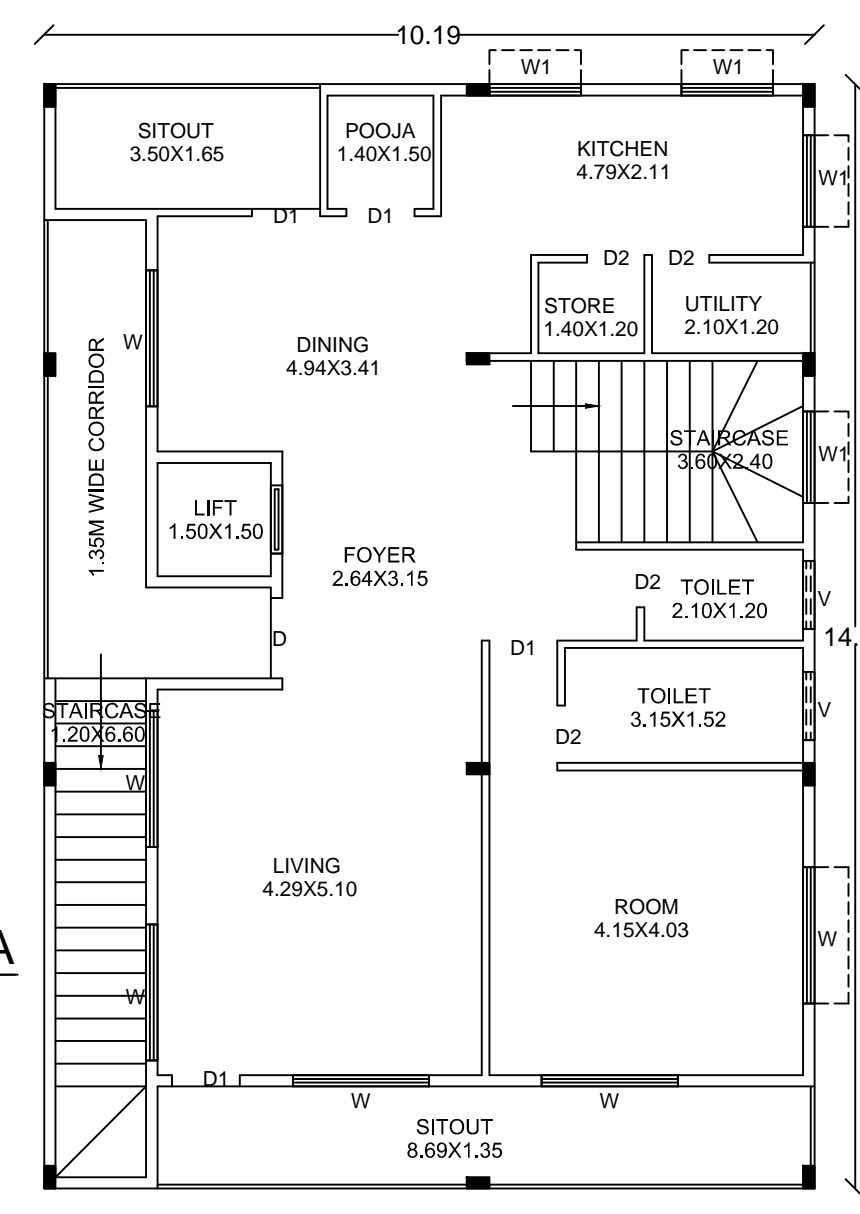 10.19
W1
W1
SITOUT
3.50X1.65
POOJA
1.40X1.50
KITCHEN
4.79X2.11
W1
D1
D1
D2
D2
STORE
1.40X1.20
UTILITY
2.10X1.20
W
DINING
4.94X3.41
1.35M WIDE CORRIDOR
STAIRCASE
3.60X2.40
W1
LIFT
1.50X1.50
FOYER
2.64X3.15
D2
TOILET
2.10X1.20
V
D
D1
14.
TOILET
3.15X1.52
V
STAIRCASE
1.20X6.60
D2
W
LIVING
4.29X5.10
ROOM
4.15X4.03
W
A
W
D1
W
W
SITOUT
8.69X1.35